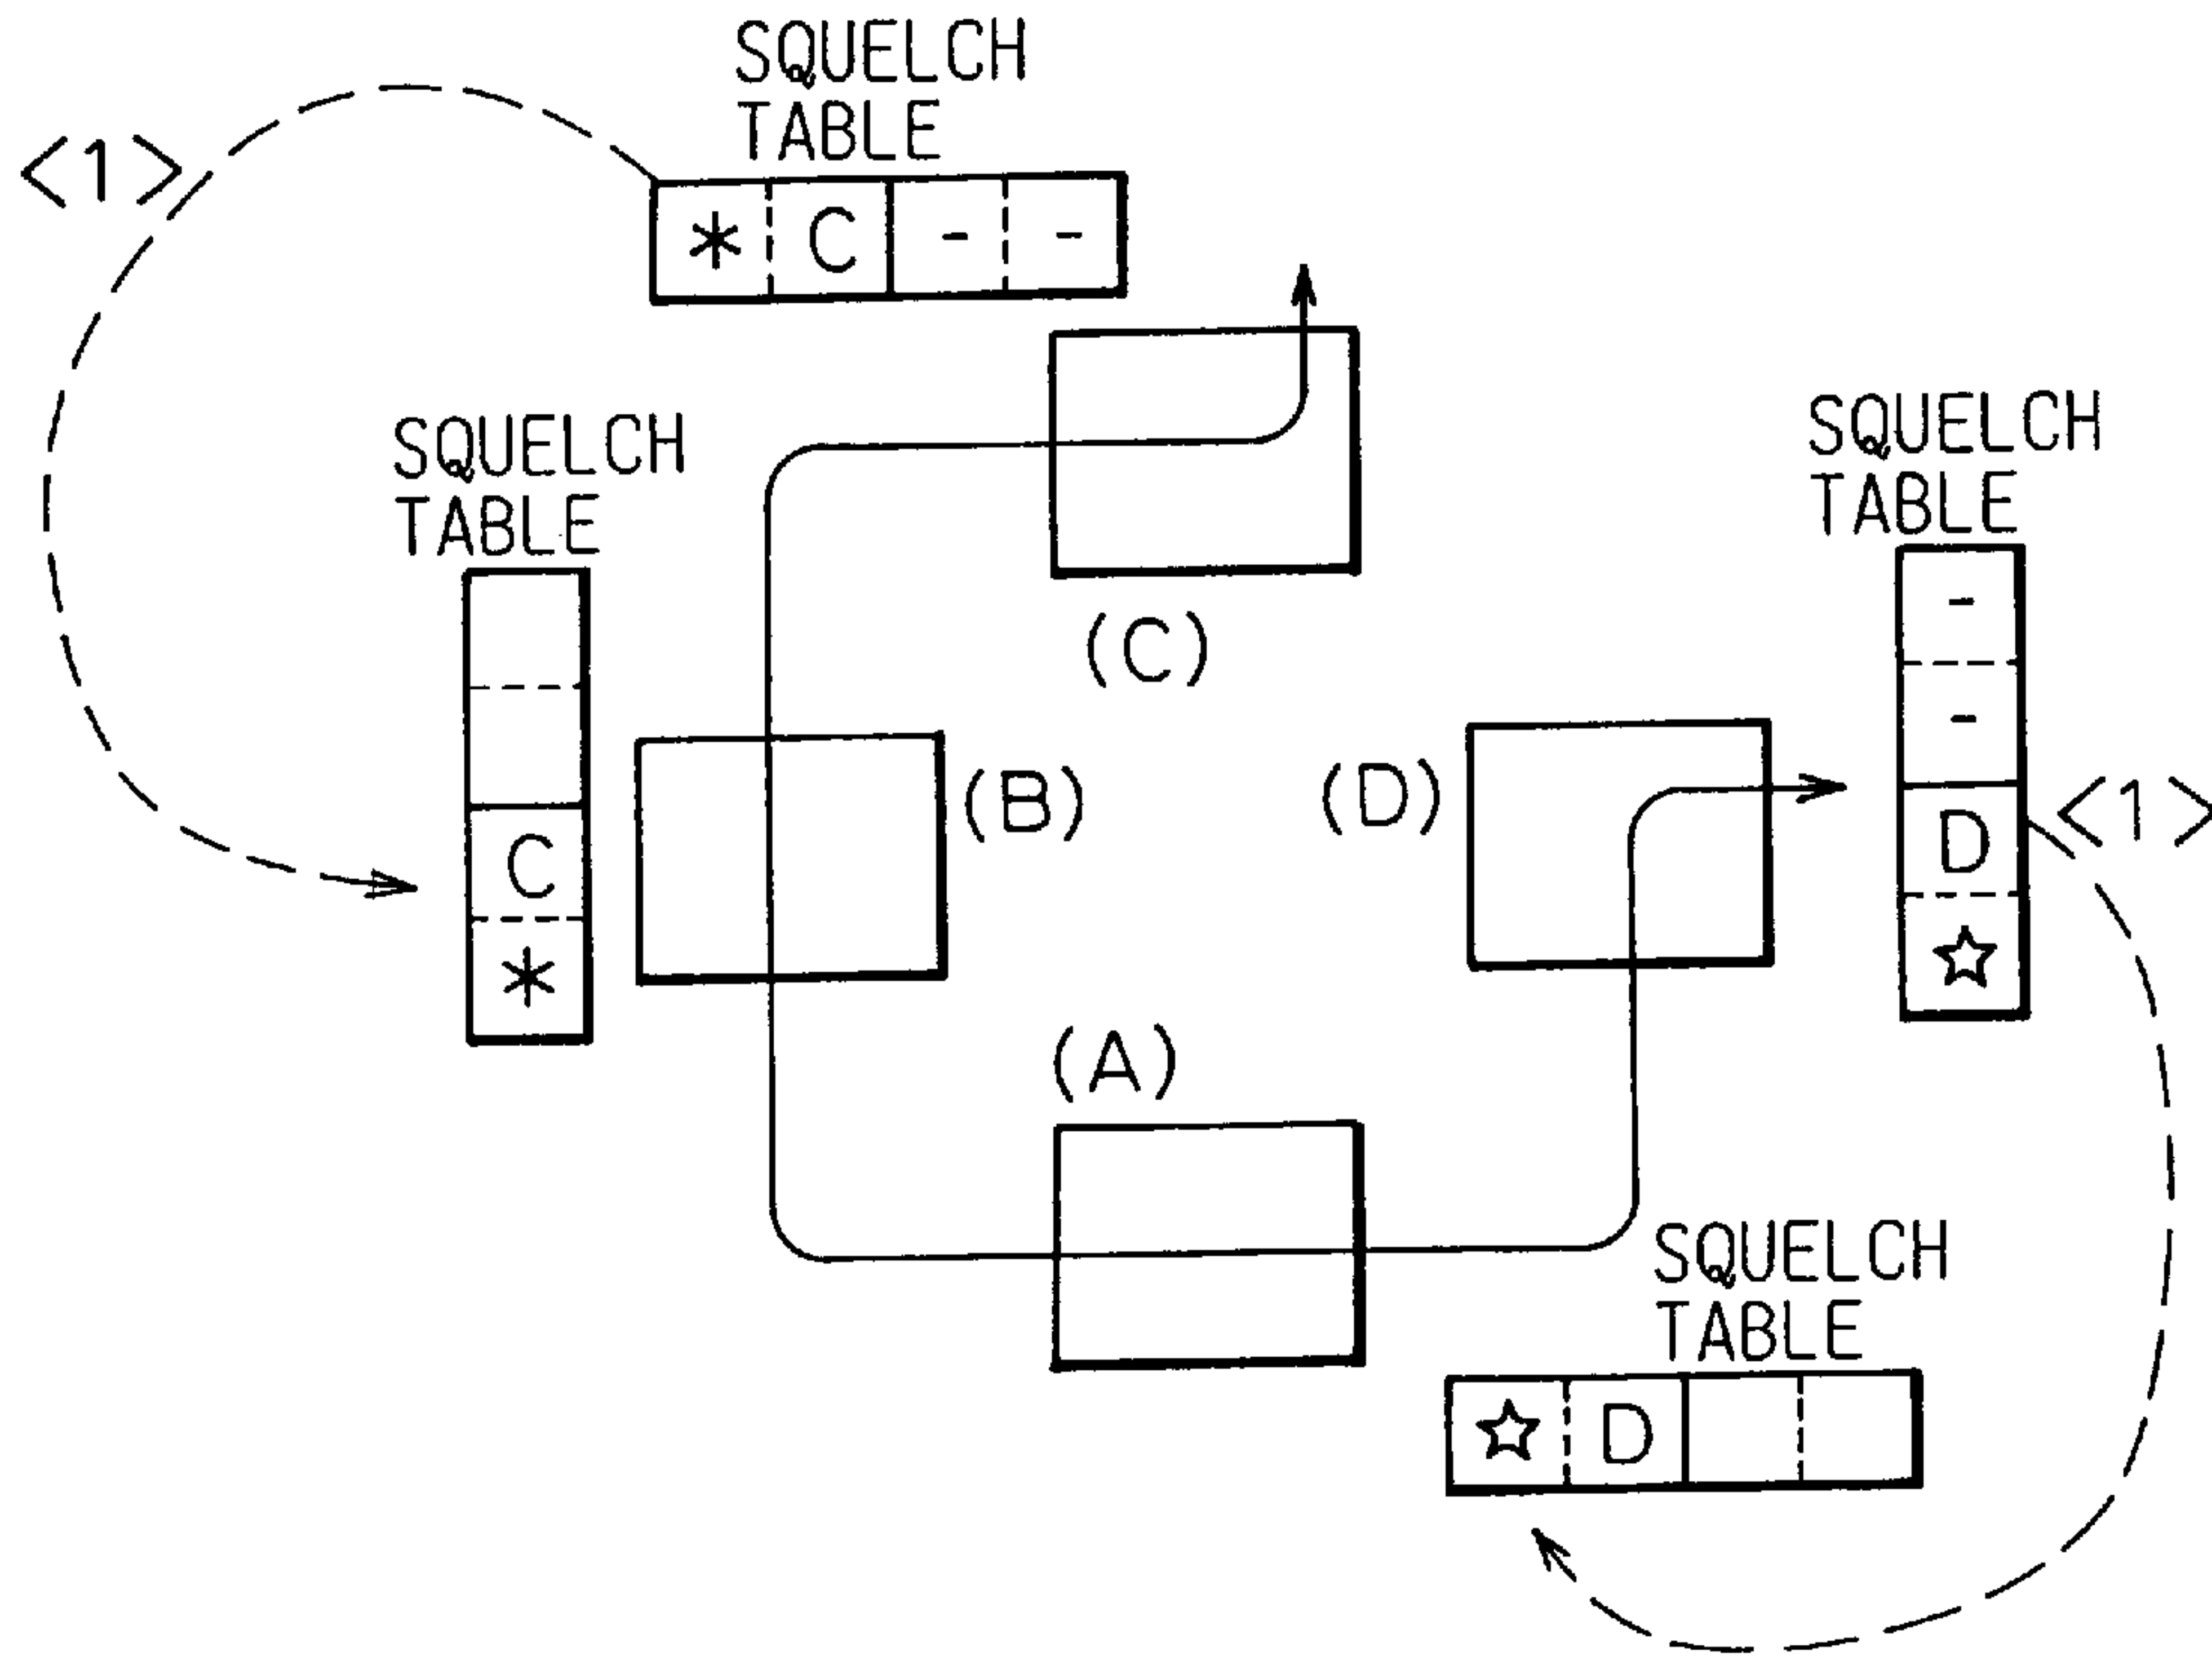 SQUELCH
TABLE
<1>
* C - -
SQUELCH
TABLE
C
*
(C)
SQUELCH
TABLE
-
-
D
☆
(B)
(D)
<1>
(A)
SQUELCH
TABLE
☆ D